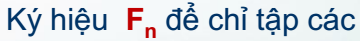 Ký hiệu Fn để chỉ tập các